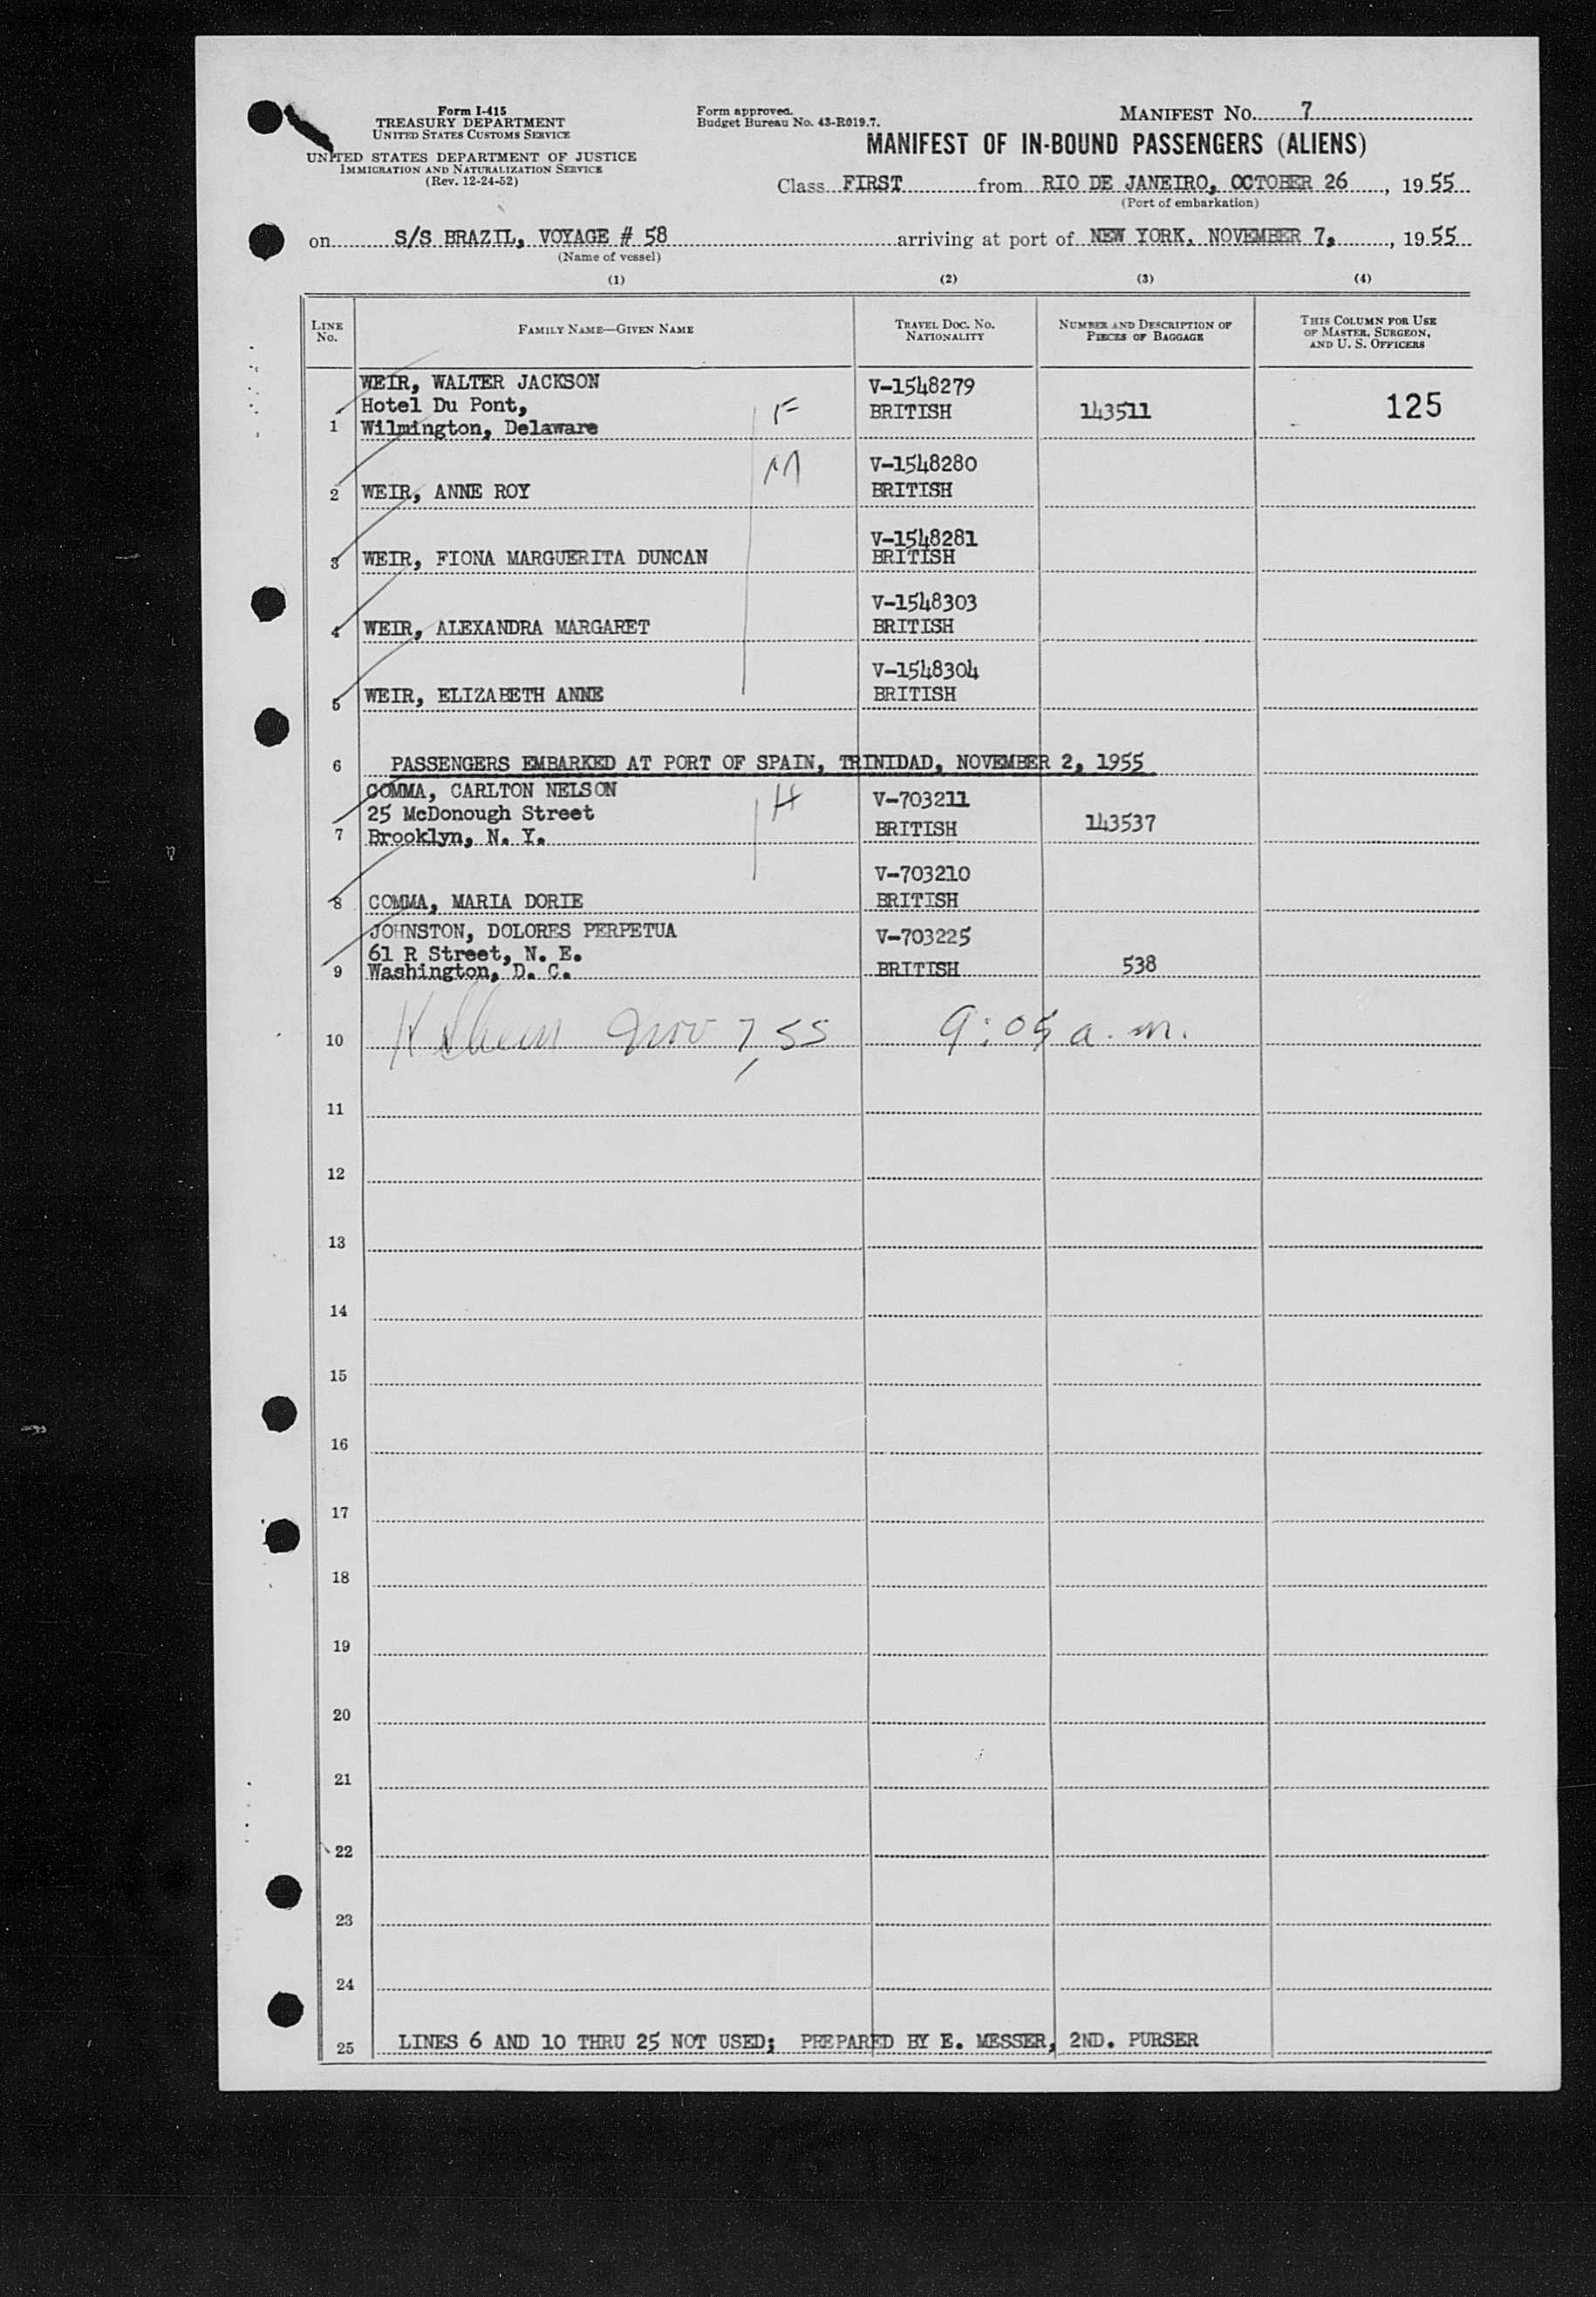 Form I-415
TREASURY DEPARTMENT
UNITED STATES CUSTOMS SERVICE
UNITED STATES DEPARTMENT OF JUSTICE
IMMIGRATION AND NATURALIZATION SERVICE
(Rev. 12-24-52)
Form approved.
Budget Bureau No. 43-R019.7.
MANIFEST No. 7
MANIFEST OF IN-BOUND PASSENGERS (ALIENS)
Class FIRST from RIO DE JANEIRO, OCTOBER 26, 1955
(Port of embarkation)
on S/S BRAZIL, VOYAGE # 58 arriving at port of NEW YORK, NOVEMBER 7, 1955
(Name of vessel)
(1) (2) (3) (4)
LINE No. FAMILY NAME—GIVEN NAME TRAVEL DOC. No. NATIONALITY NUMBER AND DESCRIPTION OF PIECES OF BAGGAGE THIS COLUMN FOR USE OF MASTER, SURGEON, AND U. S. OFFICERS
WEIR, WALTER JACKSON V-1548279
Hotel Du Pont, F BRITISH 143511 125
1 Wilmington, Delaware
M V-1548280
2 WEIR, ANNE ROY BRITISH
V-1548281
3 WEIR, FIONA MARGUERITA DUNCAN BRITISH
V-1548303
4 WEIR, ALEXANDRA MARGARET BRITISH
V-1548304
5 WEIR, ELIZABETH ANNE BRITISH
6 PASSENGERS EMBARKED AT PORT OF SPAIN, TRINIDAD, NOVEMBER 2, 1955
COMMA, CARLTON NELSON H V-703211
25 McDonough Street
7 Brooklyn, N. Y. BRITISH 143537
V-703210
8 COMMA, MARIA DORIE BRITISH
JOHNSTON, DOLORES PERPETUA V-703225
61 R Street, N. E.
9 Washington, D. C. BRITISH 538
10 Nov 7, 55 9:05 a.m.
11
12
13
14
15
16
17
18
19
20
21
22
23
24
25 LINES 6 AND 10 THRU 25 NOT USED; PREPARED BY E. MESSER, 2ND. PURSER